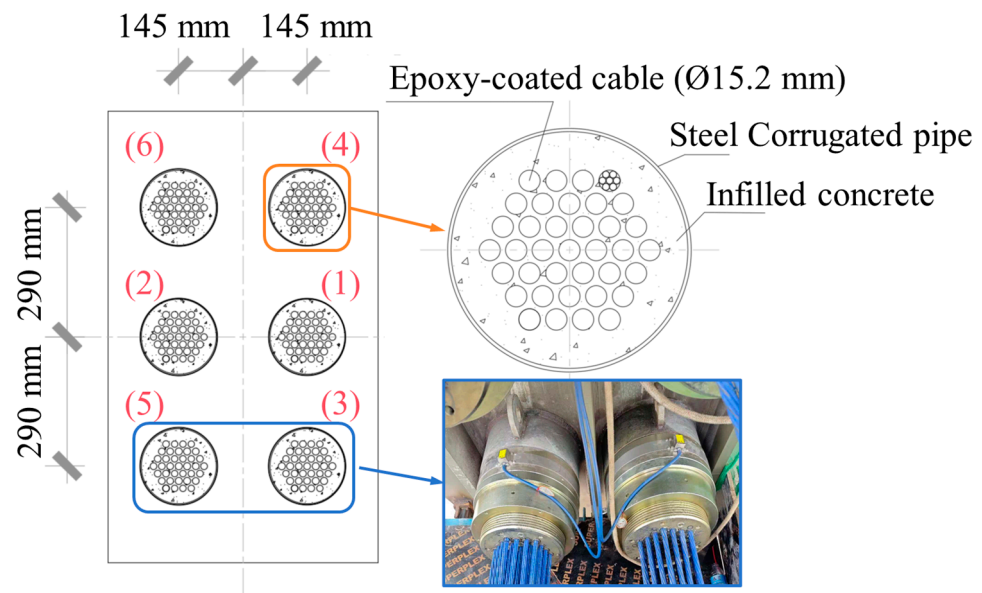 145 mm 145 mm
Epoxy-coated cable (Ø15.2 mm)
Steel Corrugated pipe
(6) (4)
Infilled concrete
290 mm
(2) (1)
290 mm
(5) (3)
PERPLEX